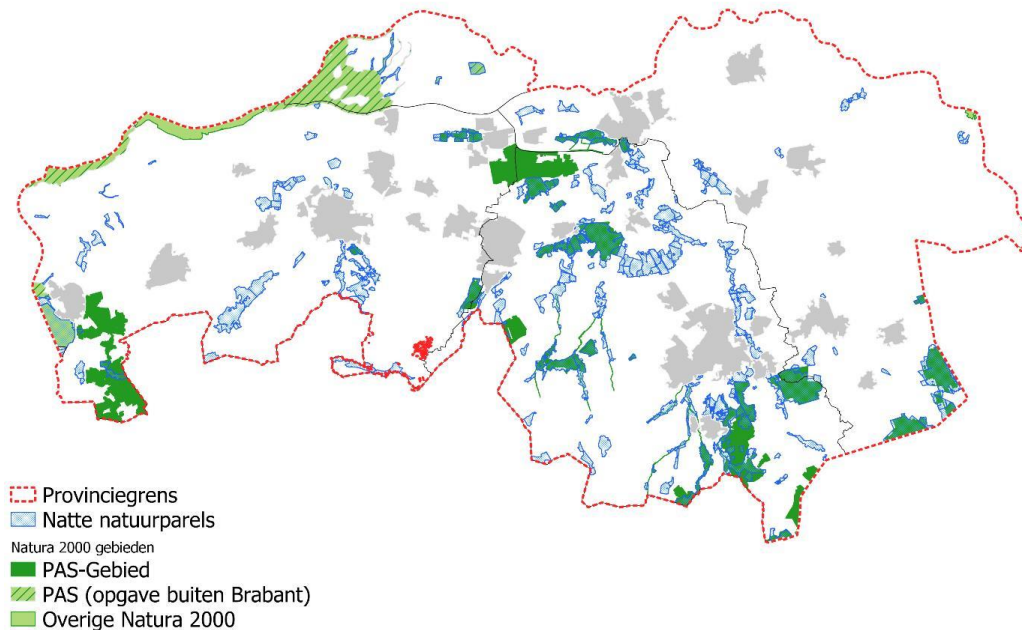 Provinciegrens
Natte natuurparels
Natura 2000 gebieden
PAS-Gebied
PAS (opgave buiten Brabant)
Overige Natura 2000